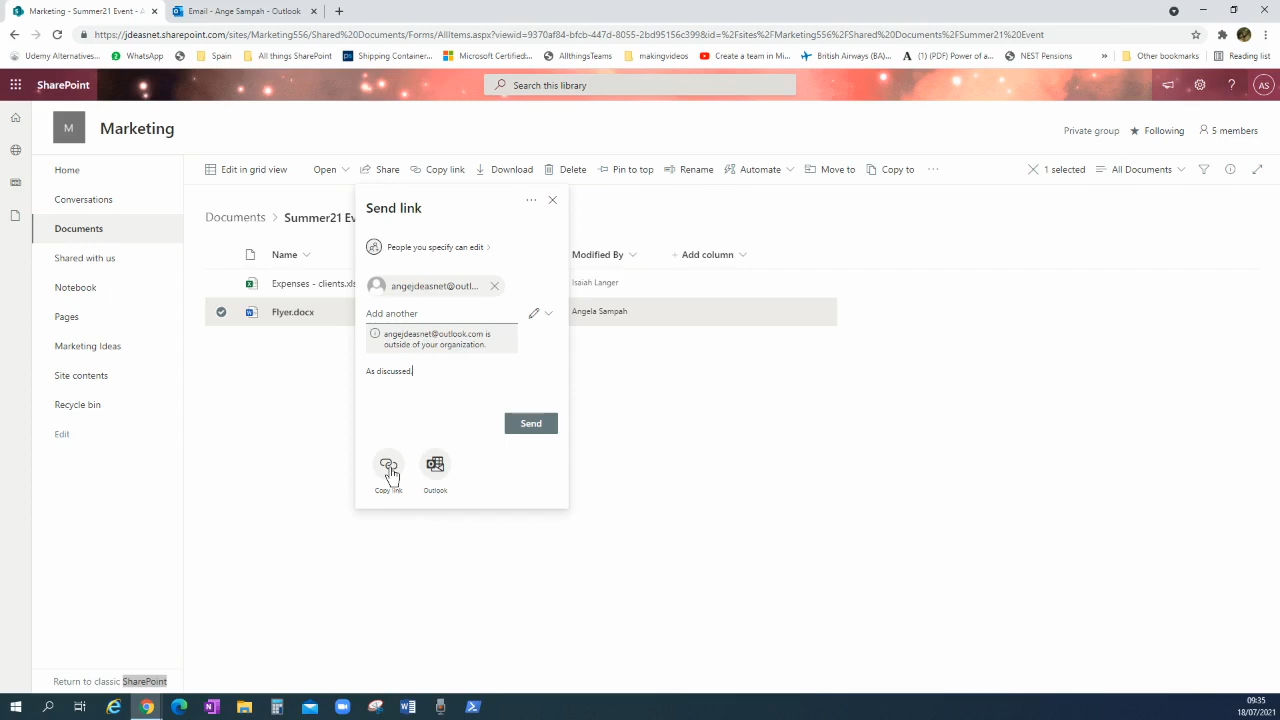 Marketing - Summer21 Event - A
Email - Ange Sampah - Outlook
https://jdeasnet.sharepoint.com/sites/Marketing556/Shared%20Documents/Forms/AllItems.aspx?viewid=9370af84-bfcb-447d-8055-2bd95156c399&id=%2Fsites%2FMarketing556%2FShared%20Documents%2FSummer21%20Event
Udemy Alternatives...
WhatsApp
Spain
All things SharePoint
Shipping Container...
Microsoft Certified...
AllthingsTeams
makingvideos
Create a team in Mi...
British Airways (BA)...
(1) (PDF) Power of a...
NEST Pensions
»
Other bookmarks
Reading list
SharePoint
Search this library
AS
M
Marketing
Private group
Following
5 members
Home
Conversations
Documents
Shared with us
Notebook
Pages
Marketing Ideas
Site contents
Recycle bin
Edit
Return to classic SharePoint
Edit in grid view
Open
Share
Copy link
Download
Delete
Pin to top
Rename
Automate
Move to
Copy to
1 selected
All Documents
Documents > Summer21 Ev
Name
Modified By
+ Add column
Expenses - clients.xls
Isaiah Langer
Flyer.docx
Angela Sampah
Send link
People you specify can edit >
angejdeasnet@outl...
Add another
angejdeasnet@outlook.com is
outside of your organization.
As discussed.
Send
Copy link
Outlook
09:35
18/07/2021